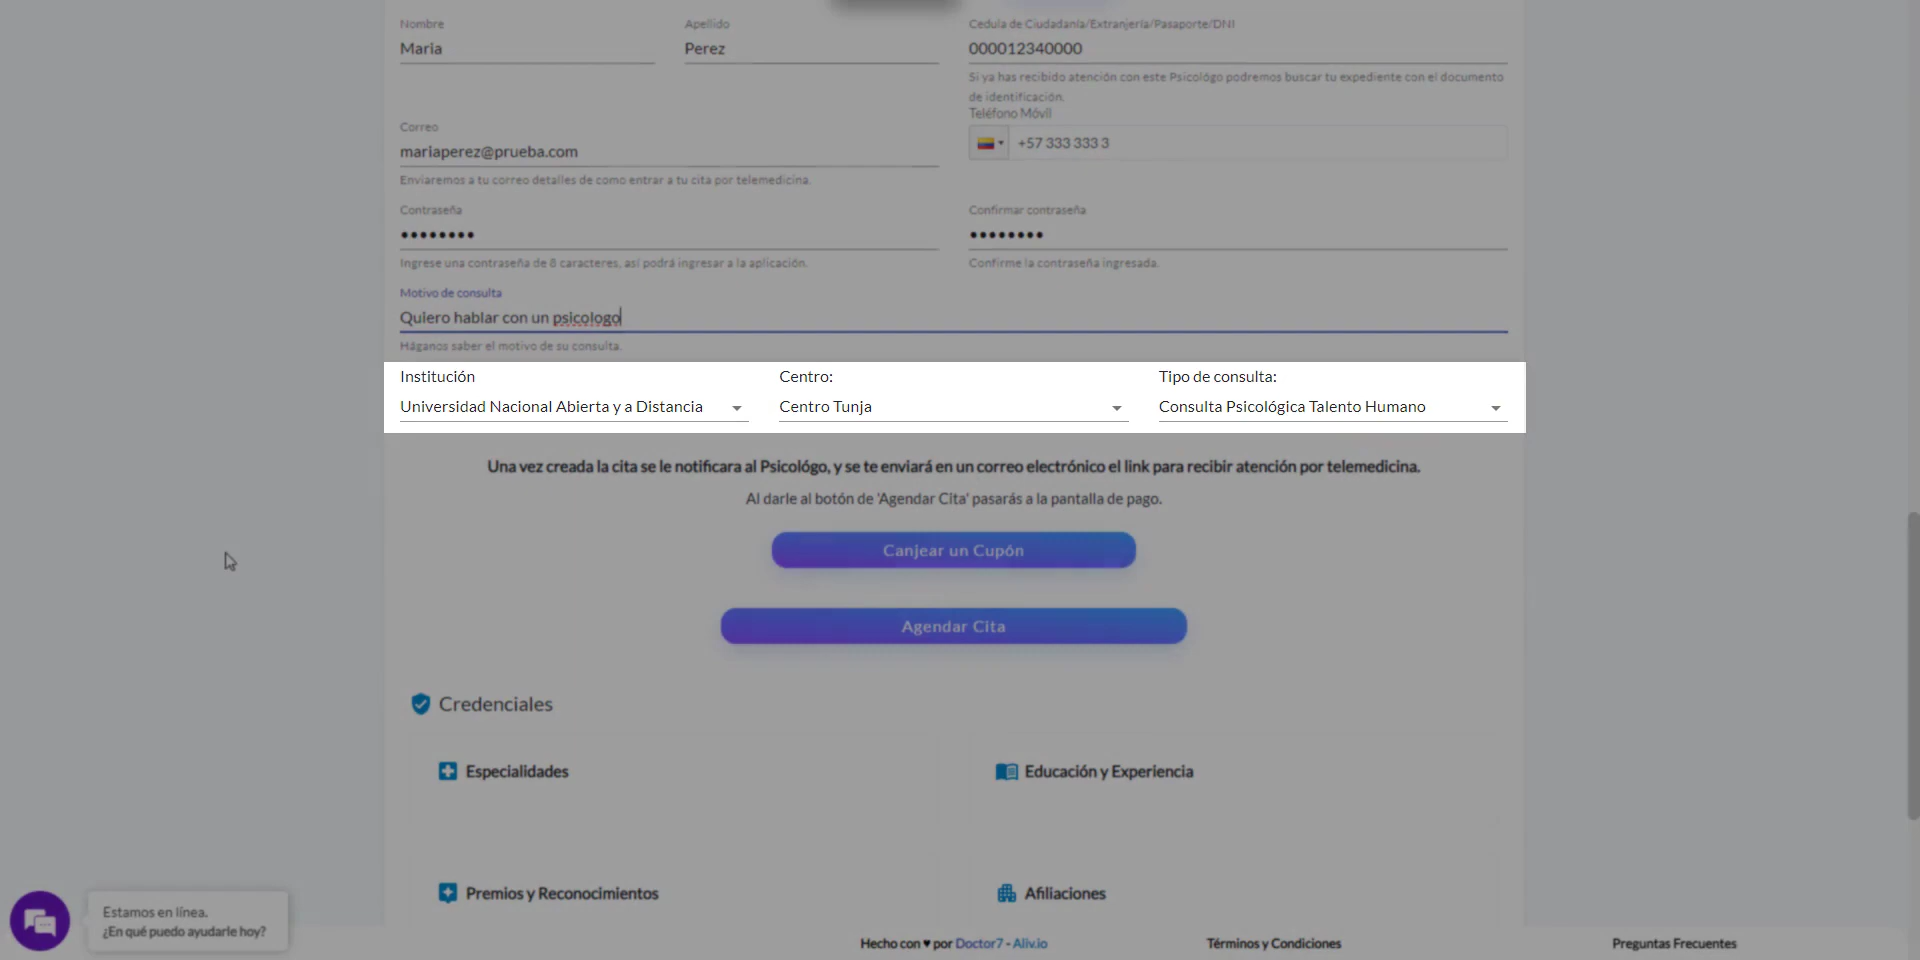 Nombre
Apellido
Cedula de Ciudadanía/Extranjería/Pasaporte/DNI
Maria
Perez
000012340000
Si ya has recibido atención con este Psicológo podremos buscar tu expediente con el documento
de identificación.
Teléfono Móvil
Correo
+57 333 333 3
mariaperez@prueba.com
Enviaremos a tu correo detalles de como entrar a tu cita por telemedicina.
Contraseña
Confirmar contraseña
Ingrese una contraseña de 8 caracteres, así podrá ingresar a la aplicación.
Confirme la contraseña ingresada.
Motivo de consulta
Quiero hablar con un psicologo
Háganos saber el motivo de su consulta.
Institución
Centro:
Tipo de consulta:
Universidad Nacional Abierta y a Distancia
Centro Tunja
Consulta Psicológica Talento Humano
Una vez creada la cita se le notificara al Psicológo, y se te enviará en un correo electrónico el link para recibir atención por telemedicina.
Al darle al botón de 'Agendar Cita' pasarás a la pantalla de pago.
Canjear un Cupón
Agendar Cita
Credenciales
Especialidades
Educación y Experiencia
Premios y Reconocimientos
Afiliaciones
Estamos en línea.
¿En qué puedo ayudarle hoy?
Hecho con ♥ por Doctor7 - Aliv.io
Términos y Condiciones
Preguntas Frecuentes